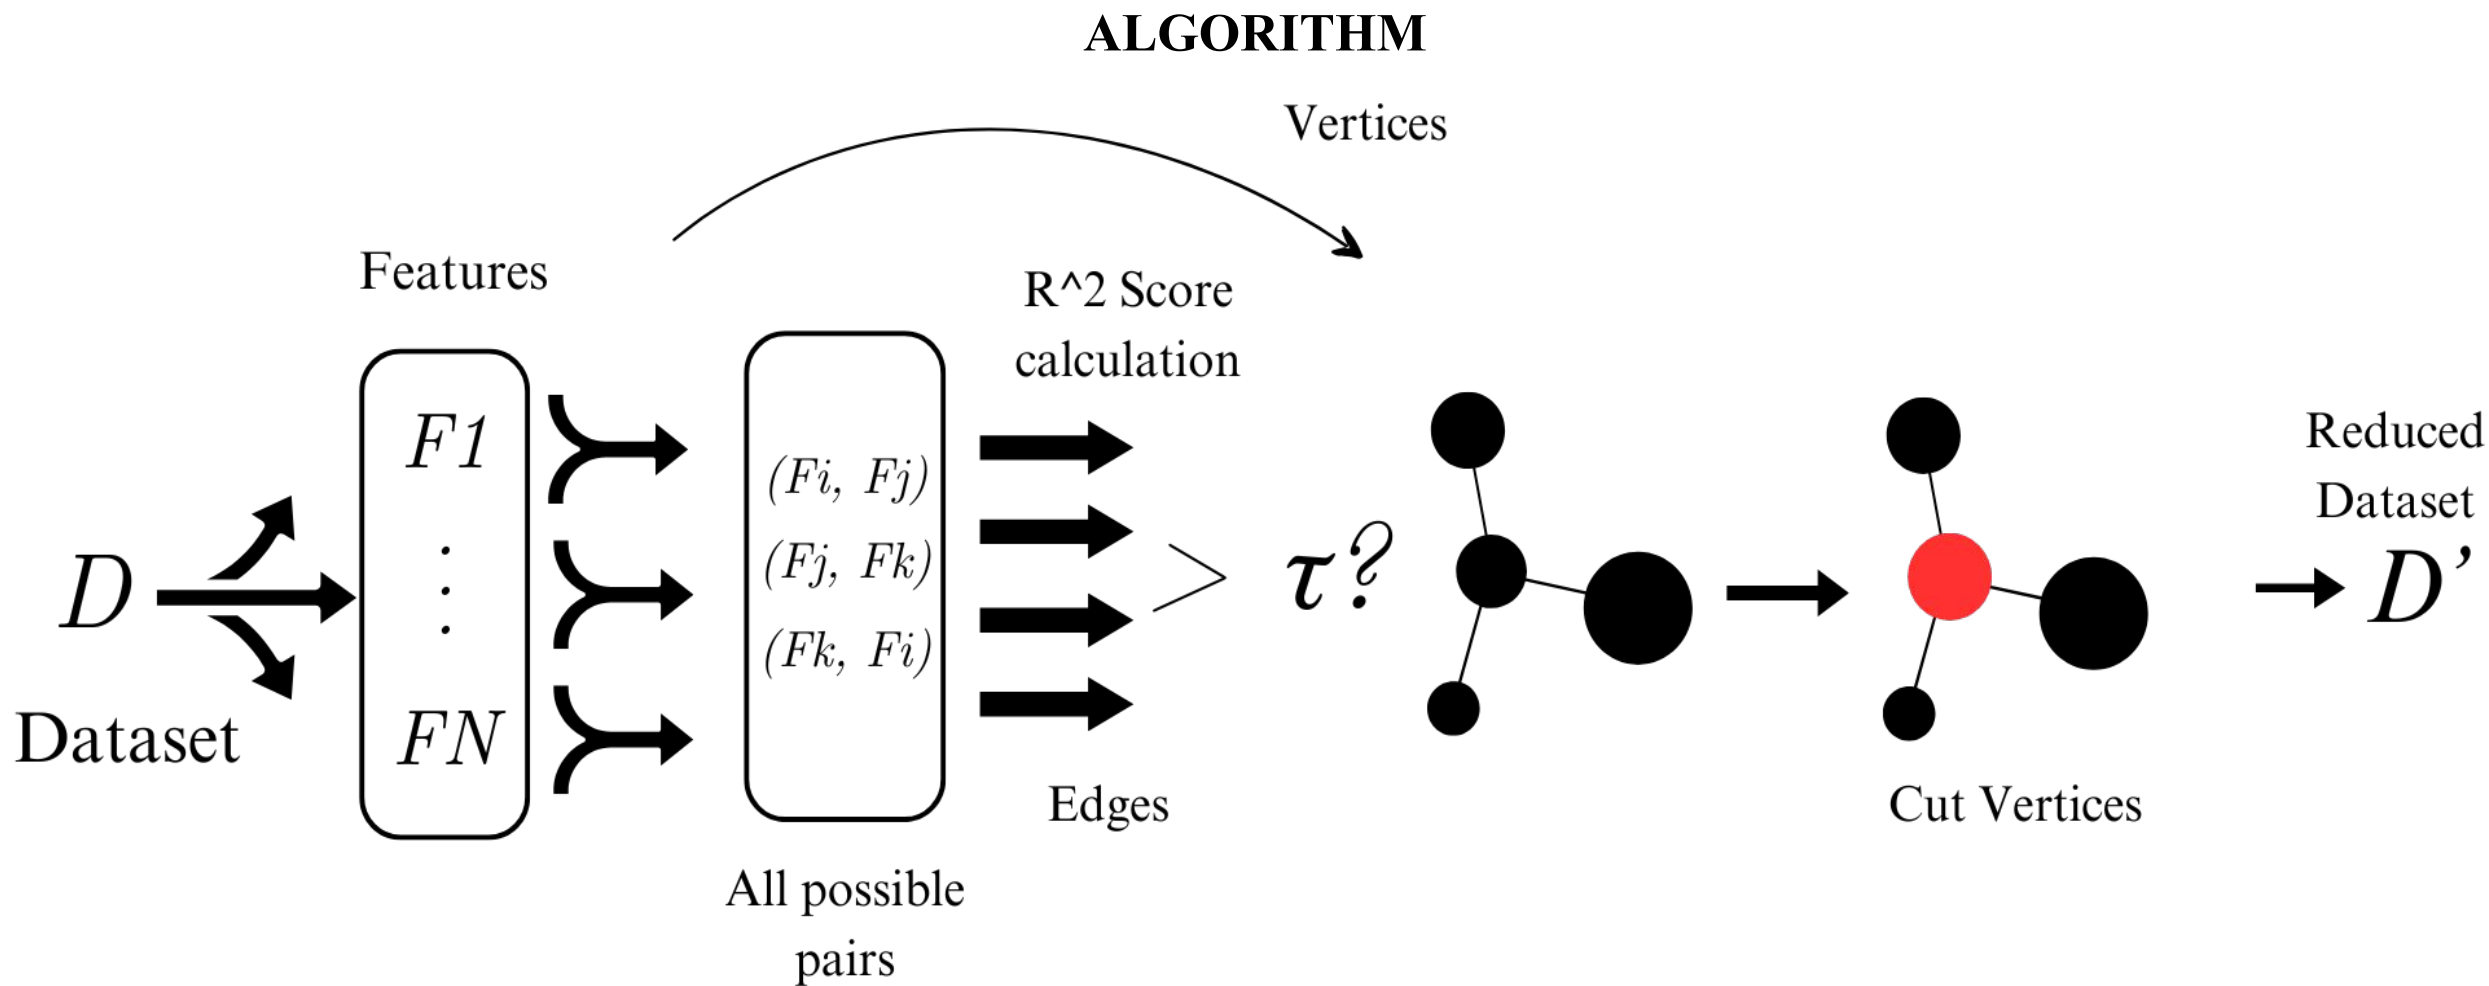 ALGORITHM
Vertices
Features
R^2 Score
calculation
F1
FN
D
Dataset
(Fi, Fj)
(Fj, Fk)
(Fk, Fi)
All possible
pairs
Edges
> τ?
Cut Vertices
Reduced
Dataset
D’